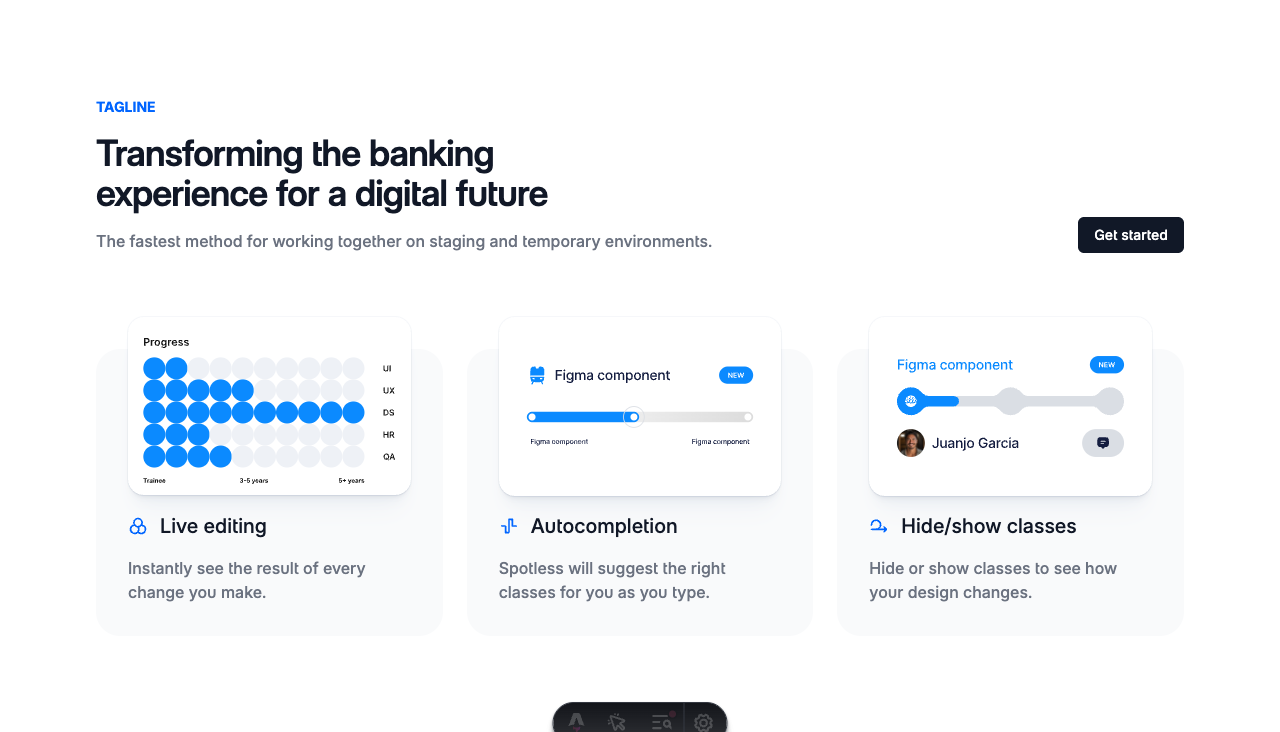 TAGLINE
Transforming the banking
experience for a digital future
The fastest method for working together on staging and temporary environments.
Get started
Progress
UI
UX
DS
HR
QA
Trainee
3-5 years
5+ years
Live editing
Instantly see the result of every
change you make.
Figma component
NEW
Figma component
Figma component
Autocompletion
Spotless will suggest the right
classes for you as you type.
Figma component
NEW
Juanjo Garcia
Hide/show classes
Hide or show classes to see how
your design changes.